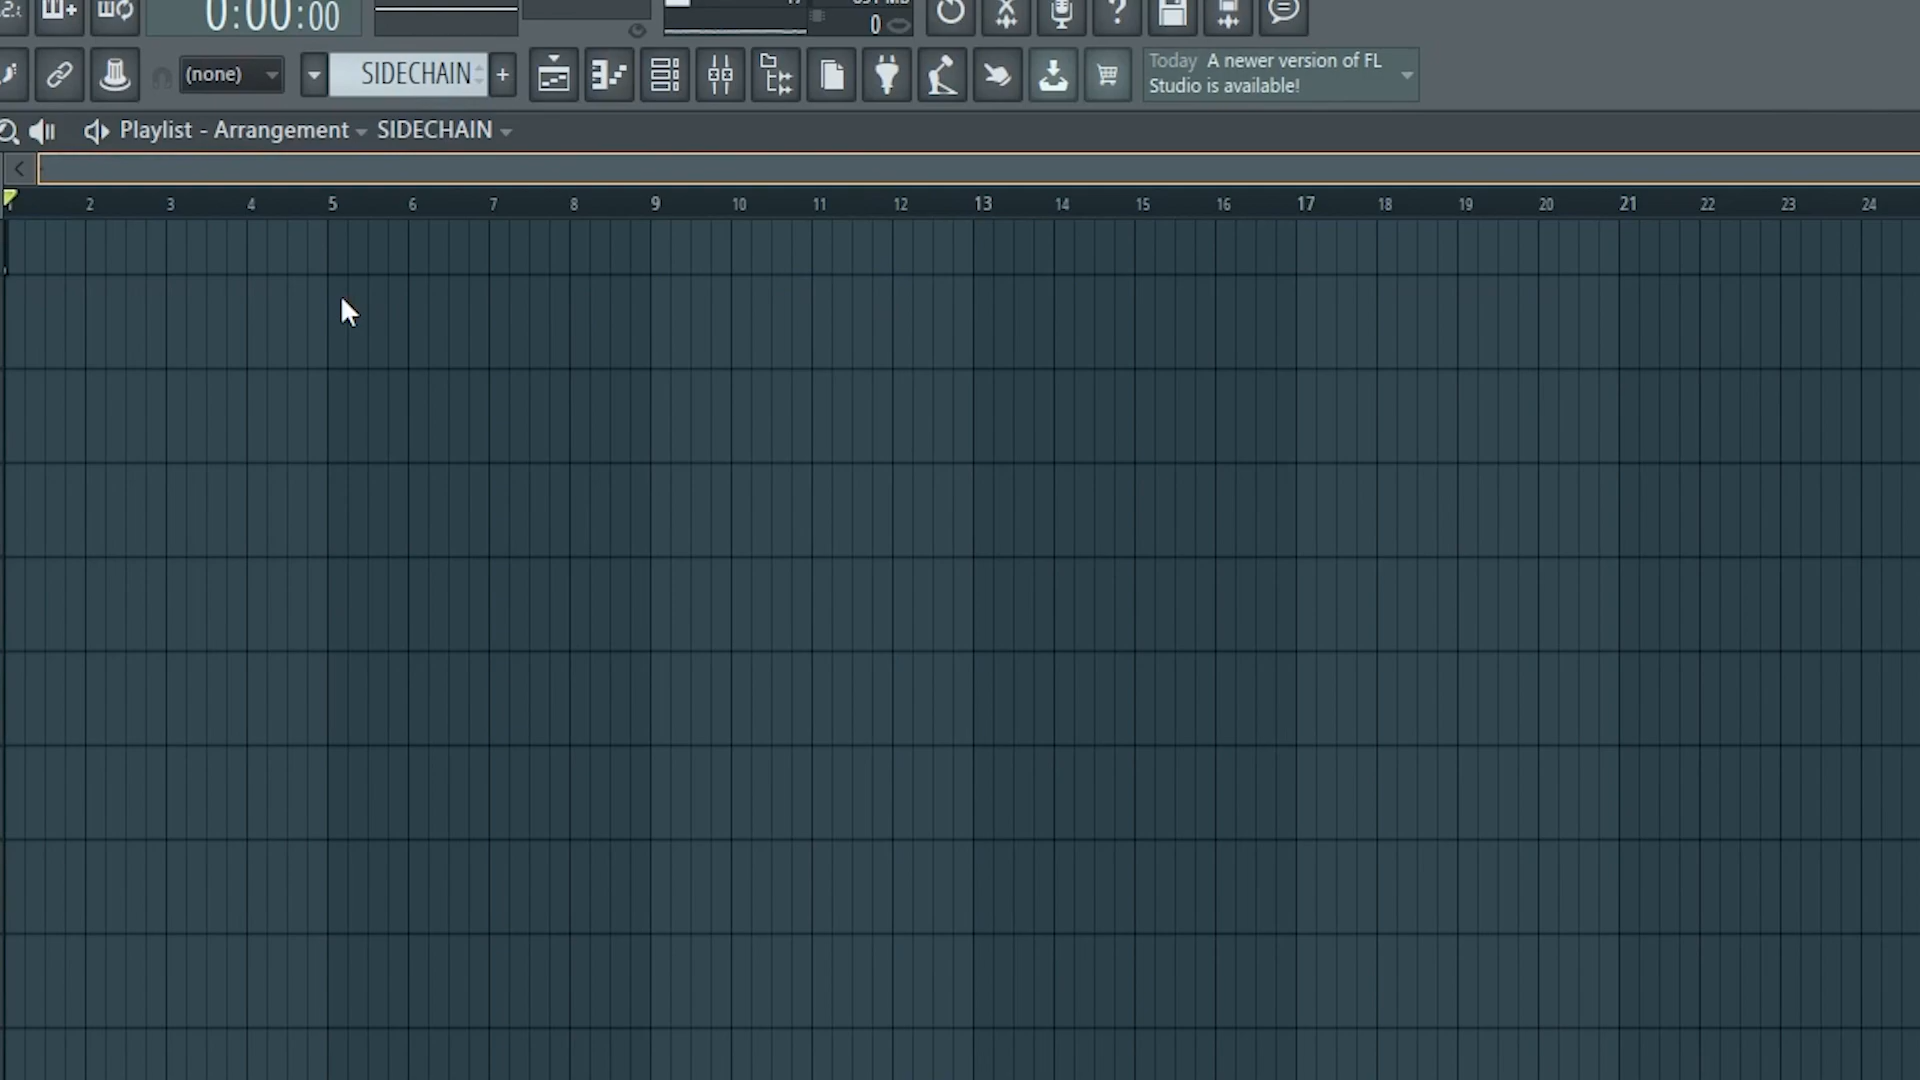 0:00:00
0
(none)
SIDECHAIN
+
Today A newer version of FL
Studio is available!
Playlist - Arrangement SIDECHAIN
2 3 4 5 6 7 8 9 10 11 12 13 14 15 16 17 18 19 20 21 22 23 24